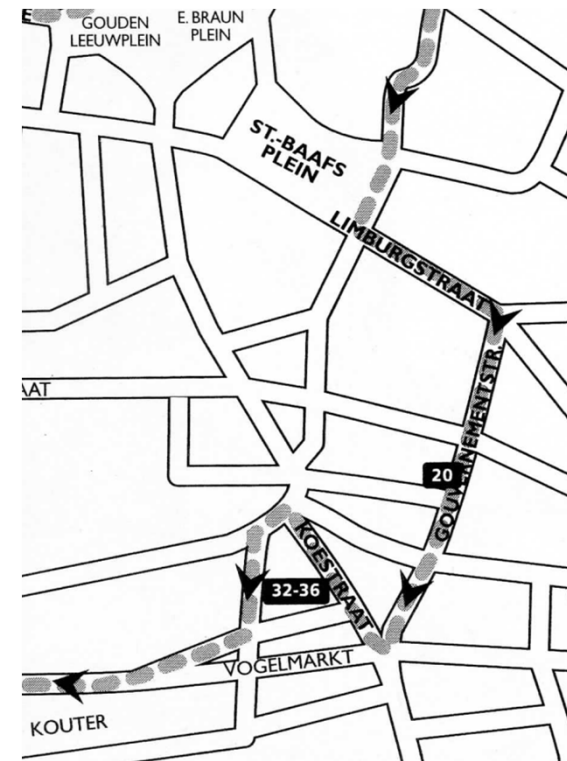 E
GOUDEN
LEEUWPLEIN
E. BRAUN
PLEIN
ST.-BAAFS
PLEIN
LIMBURGSTRAAT
GOUVERNEMENTSTR.
AAT
20
KOESTRAAT
32-36
VOGELMARKT
KOUTER